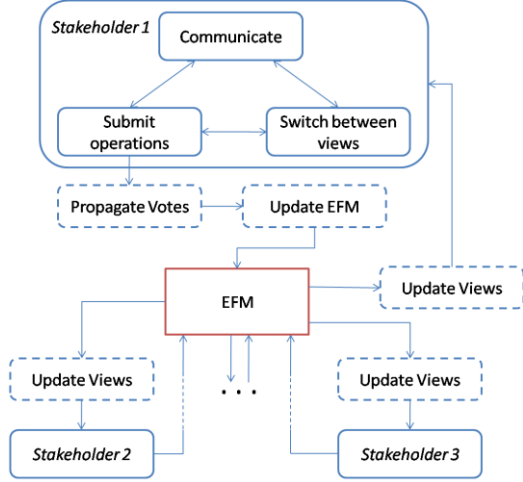 Stakeholder 1
Communicate
Submit
operations
Switch between
views
Propagate Votes
Update EFM
EFM
Update Views
Update Views
Update Views
. . .
Stakeholder 2
Stakeholder 3